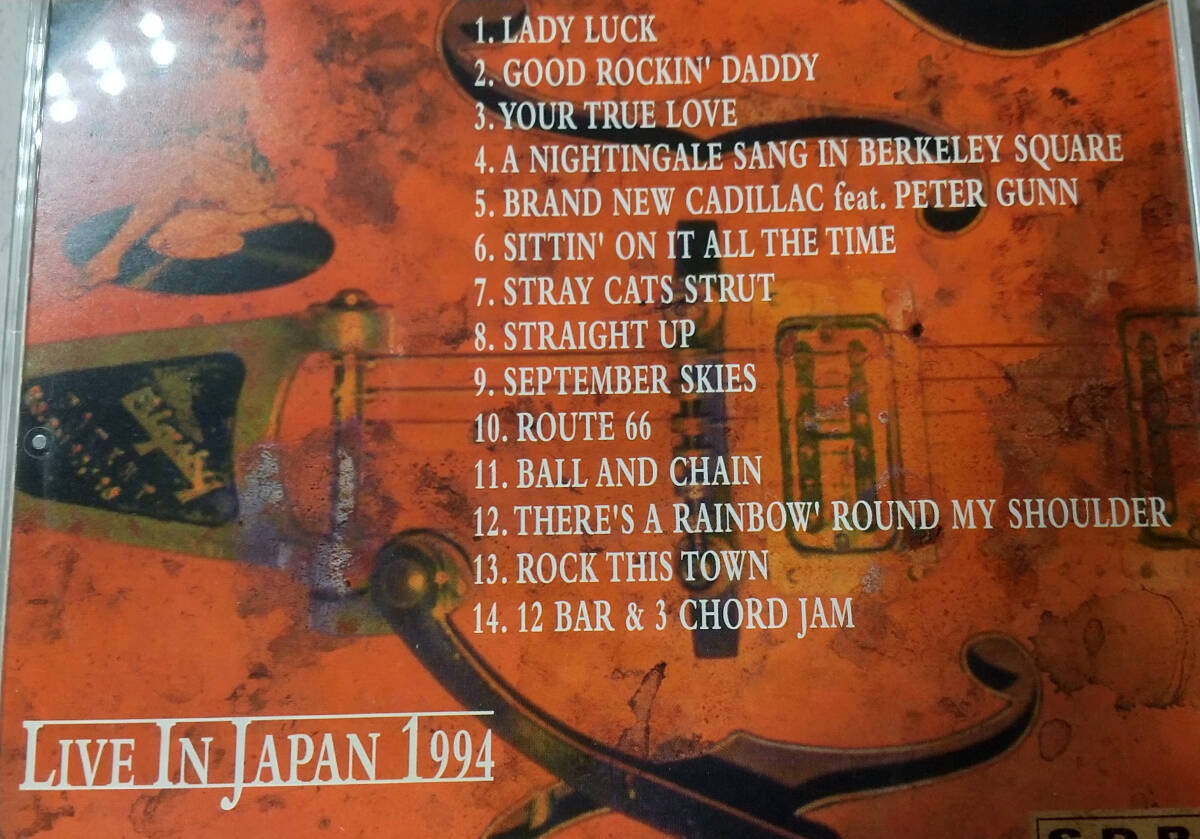 1. LADY LUCK
2. GOOD ROCKIN' DADDY
3. YOUR TRUE LOVE
4. A NIGHTINGALE SANG IN BERKELEY SQUARE
5. BRAND NEW CADILLAC feat. PETER GUNN
6. SITTIN' ON IT ALL THE TIME
7. STRAY CATS STRUT
8. STRAIGHT UP
9. SEPTEMBER SKIES
10. ROUTE 66
11. BALL AND CHAIN
12. THERE'S A RAINBOW' ROUND MY SHOULDER
13. ROCK THIS TOWN
14. 12 BAR & 3 CHORD JAM
LIVE IN JAPAN 1994